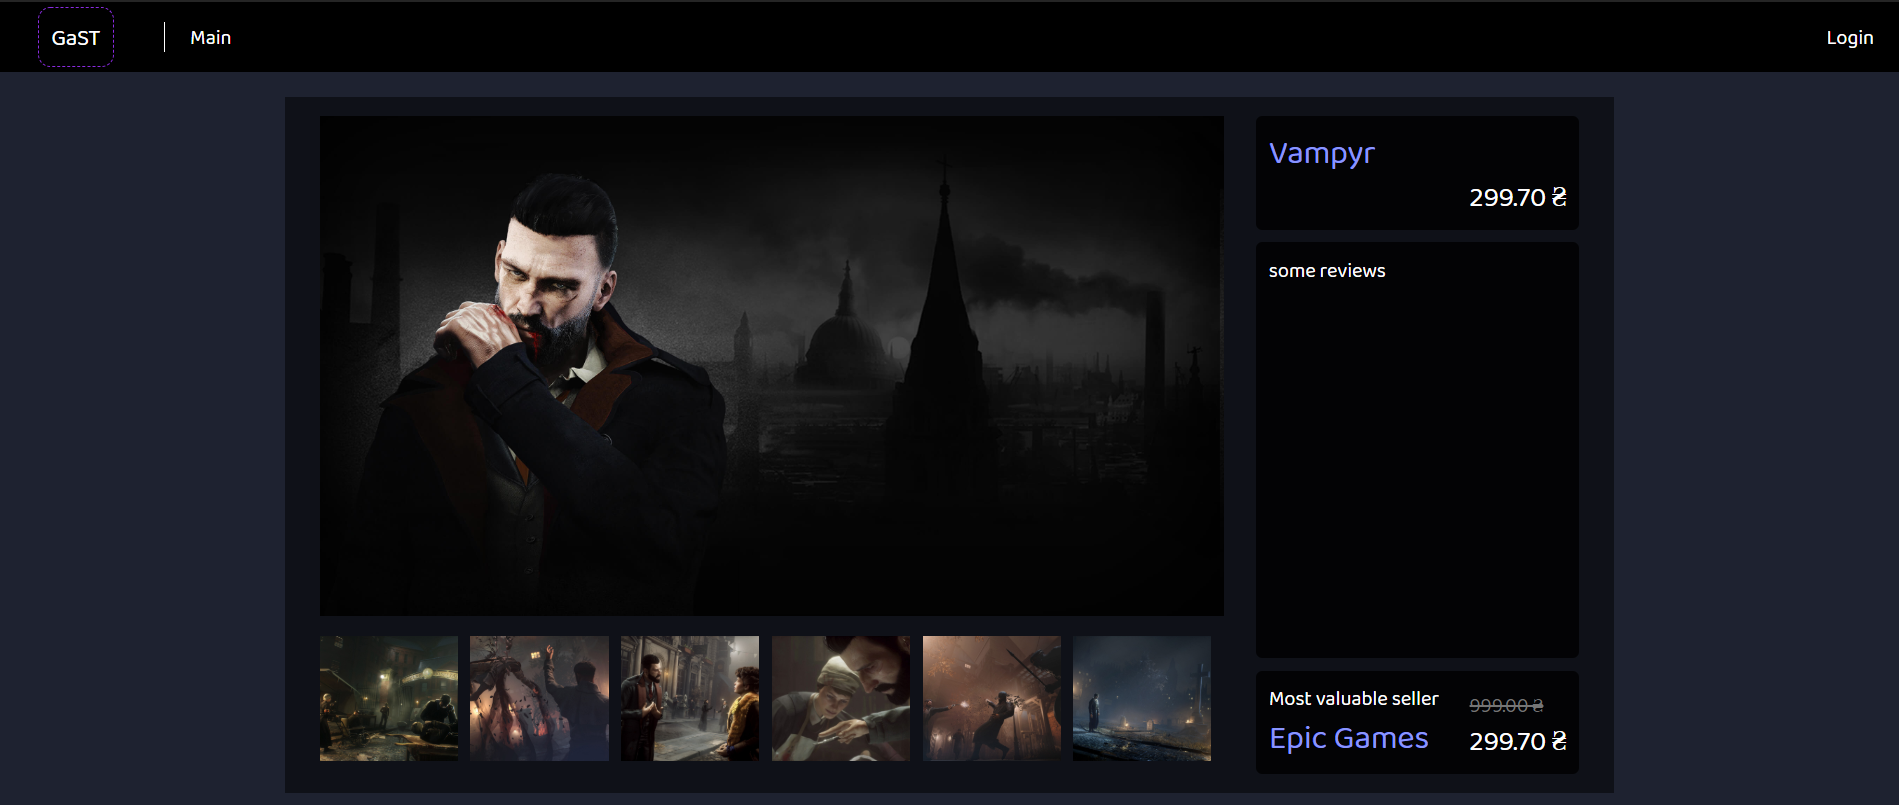 GaST
Main
Login
Vampyr
299.70 ₴
some reviews
Most valuable seller
999.00 ₴
Epic Games
299.70 ₴